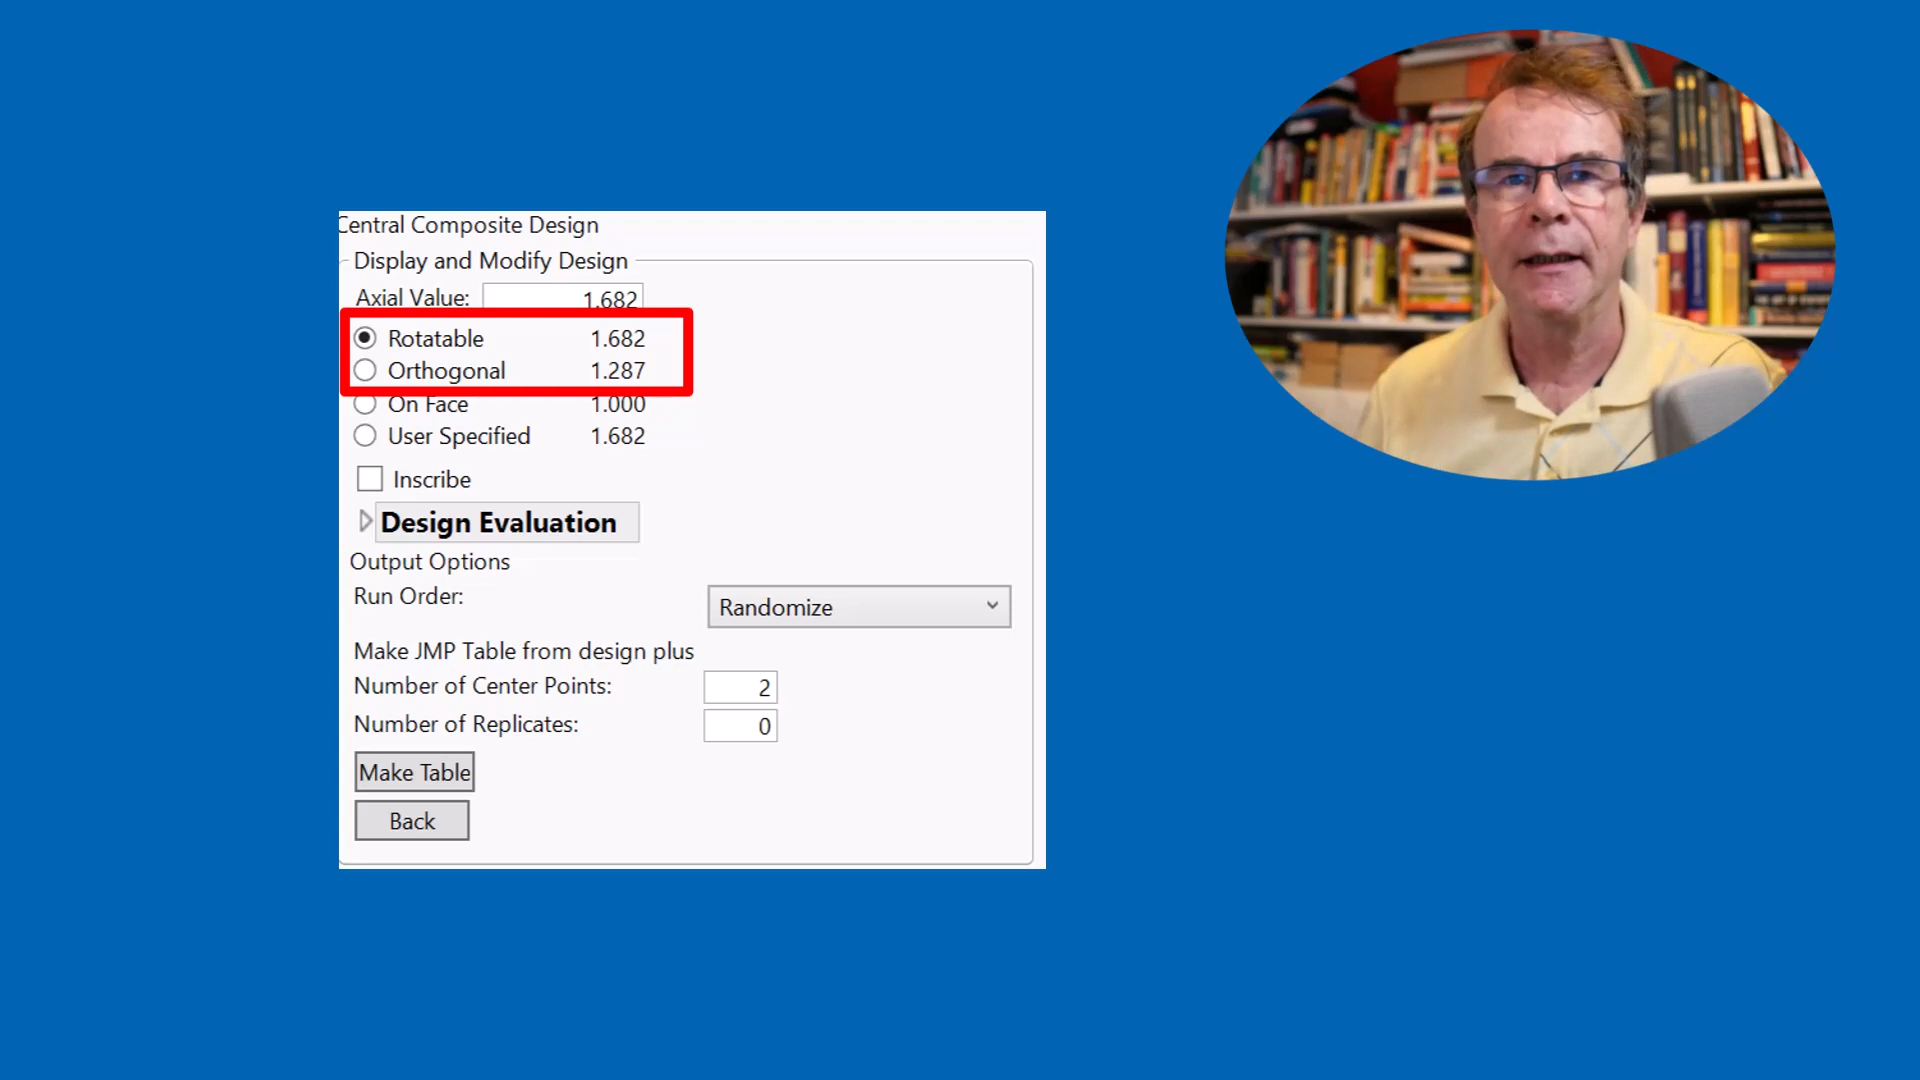 Central Composite Design
Display and Modify Design
Axial Value: 1.682
Rotatable 1.682
Orthogonal 1.287
On Face 1.000
User Specified 1.682
Inscribe
Design Evaluation
Output Options
Run Order: Randomize
Make JMP Table from design plus
Number of Center Points: 2
Number of Replicates: 0
Make Table
Back